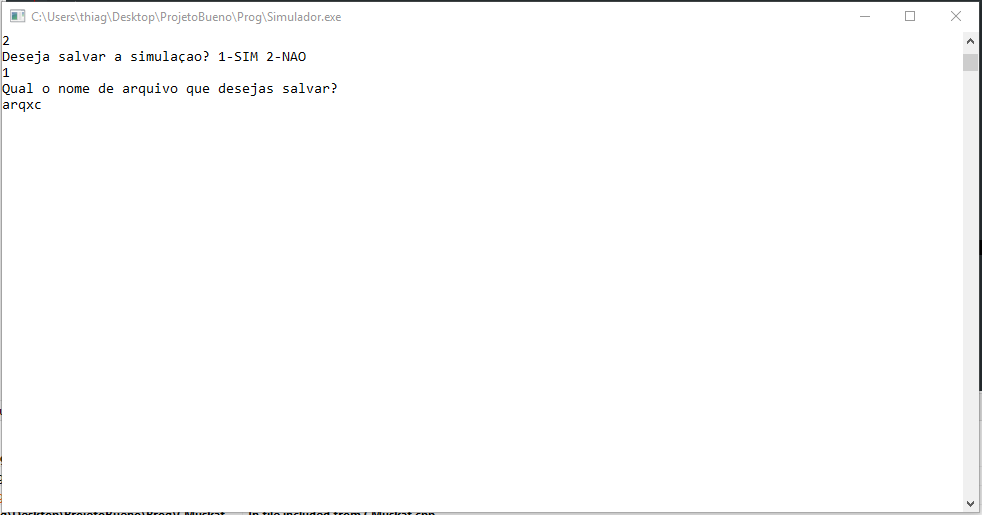 C:\Users\thiag\Desktop\ProjetoBueno\Prog\Simulador.exe
2
Deseja salvar a simulaçao? 1-SIM 2-NAO
1
Qual o nome de arquivo que desejas salvar?
arqxc